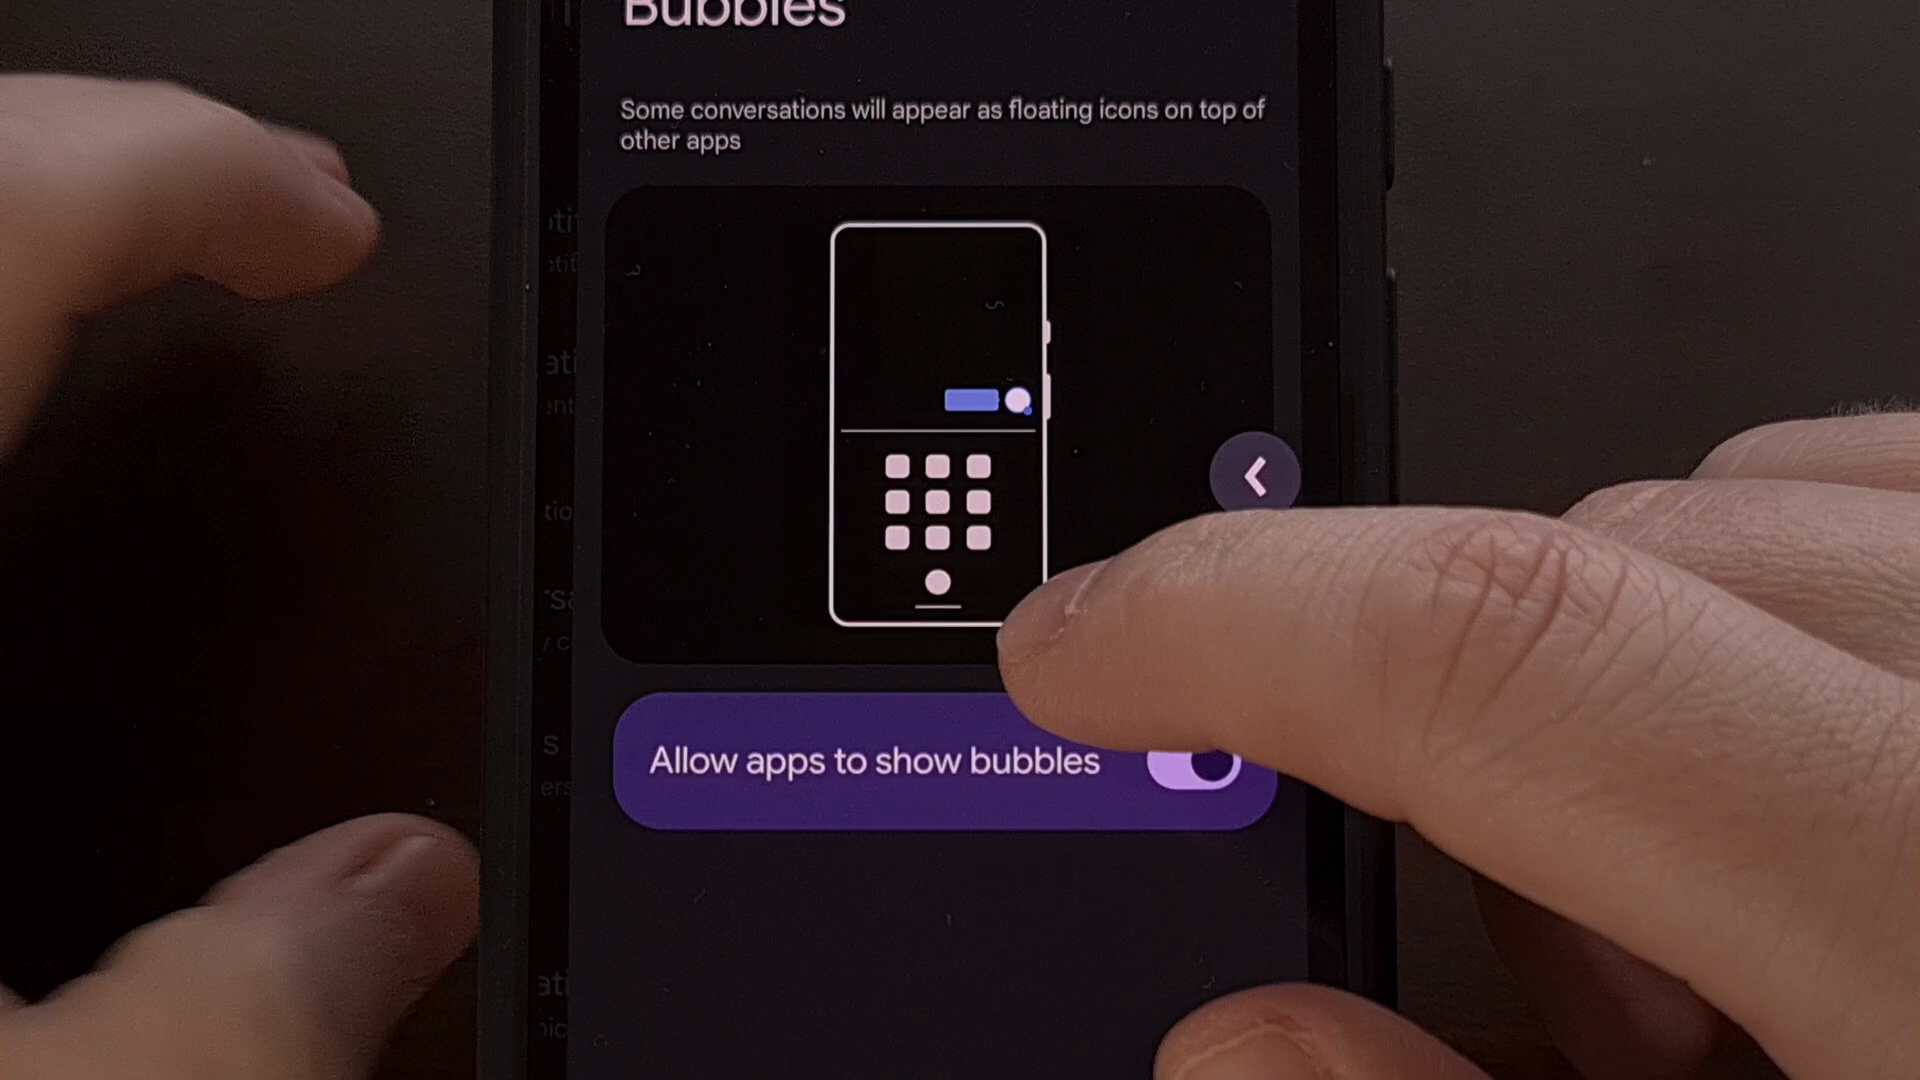 Bubbles
Some conversations will appear as floating icons on top of
other apps
Allow apps to show bubbles